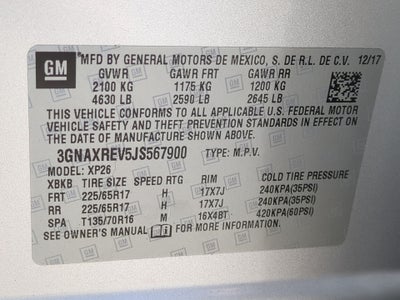 GM
MFD BY GENERAL MOTORS DE MEXICO, S. DE R.L. DE C.V. 12/17
GVWR GAWR FRT GAWR RR
2100 KG 1175 KG 1200 KG
4630 LB 2590 LB 2645 LB
THIS VEHICLE CONFORMS TO ALL APPLICABLE U.S. FEDERAL MOTOR
VEHICLE SAFETY, BUMPER, AND THEFT PREVENTION STANDARDS IN
EFFECT ON THE DATE OF MANUFACTURE SHOWN ABOVE.
3GNAXREV5JS567900 TYPE: M.P.V.
MODEL: XP26
XBKB TIRE SIZE SPEED RTG RIM COLD TIRE PRESSURE
FRT 225/65R17 H 17X7J 240KPA(35PSI)
RR 225/65R17 H 17X7J 240KPA(35PSI)
SPA T135/70R16 M 16X4BT 420KPA(60PSI)
SEE OWNER'S MANUAL FOR MORE INFORMATION.